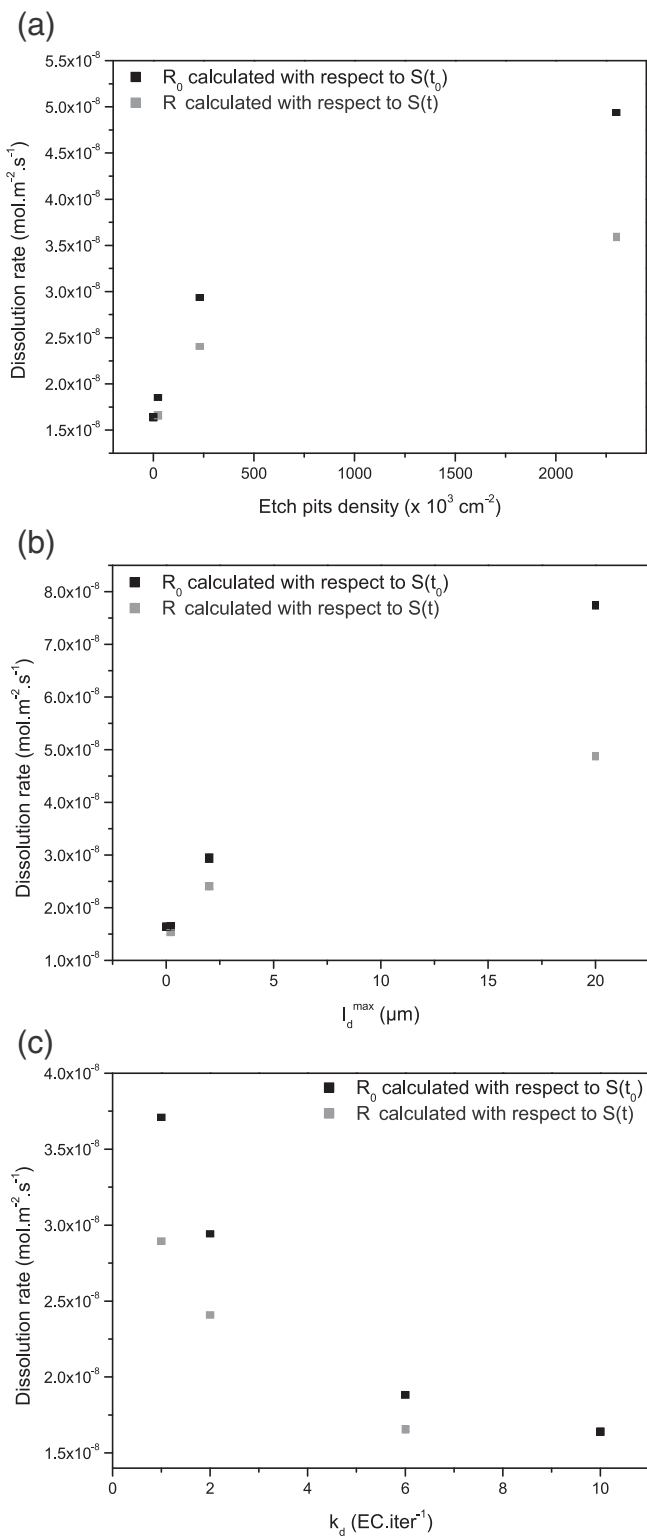 (a)
5.5x10⁻⁸
R₀ calculated with respect to S(t₀)
R calculated with respect to S(t)
5.0x10⁻⁸
4.5x10⁻⁸
4.0x10⁻⁸
3.5x10⁻⁸
3.0x10⁻⁸
2.5x10⁻⁸
2.0x10⁻⁸
1.5x10⁻⁸
Dissolution rate (mol.m⁻².s⁻¹)
0 500 1000 1500 2000
Etch pits density (x 10³ cm⁻²)
(b)
R₀ calculated with respect to S(t₀)
R calculated with respect to S(t)
8.0x10⁻⁸
7.0x10⁻⁸
6.0x10⁻⁸
5.0x10⁻⁸
4.0x10⁻⁸
3.0x10⁻⁸
2.0x10⁻⁸
1.0x10⁻⁸
Dissolution rate (mol.m⁻².s⁻¹)
0 5 10 15 20
l_d^max (µm)
(c)
4.0x10⁻⁸
R₀ calculated with respect to S(t₀)
R calculated with respect to S(t)
3.5x10⁻⁸
3.0x10⁻⁸
2.5x10⁻⁸
2.0x10⁻⁸
1.5x10⁻⁸
Dissolution rate (mol.m⁻².s⁻¹)
0 2 4 6 8 10
k_d (EC.iter⁻¹)